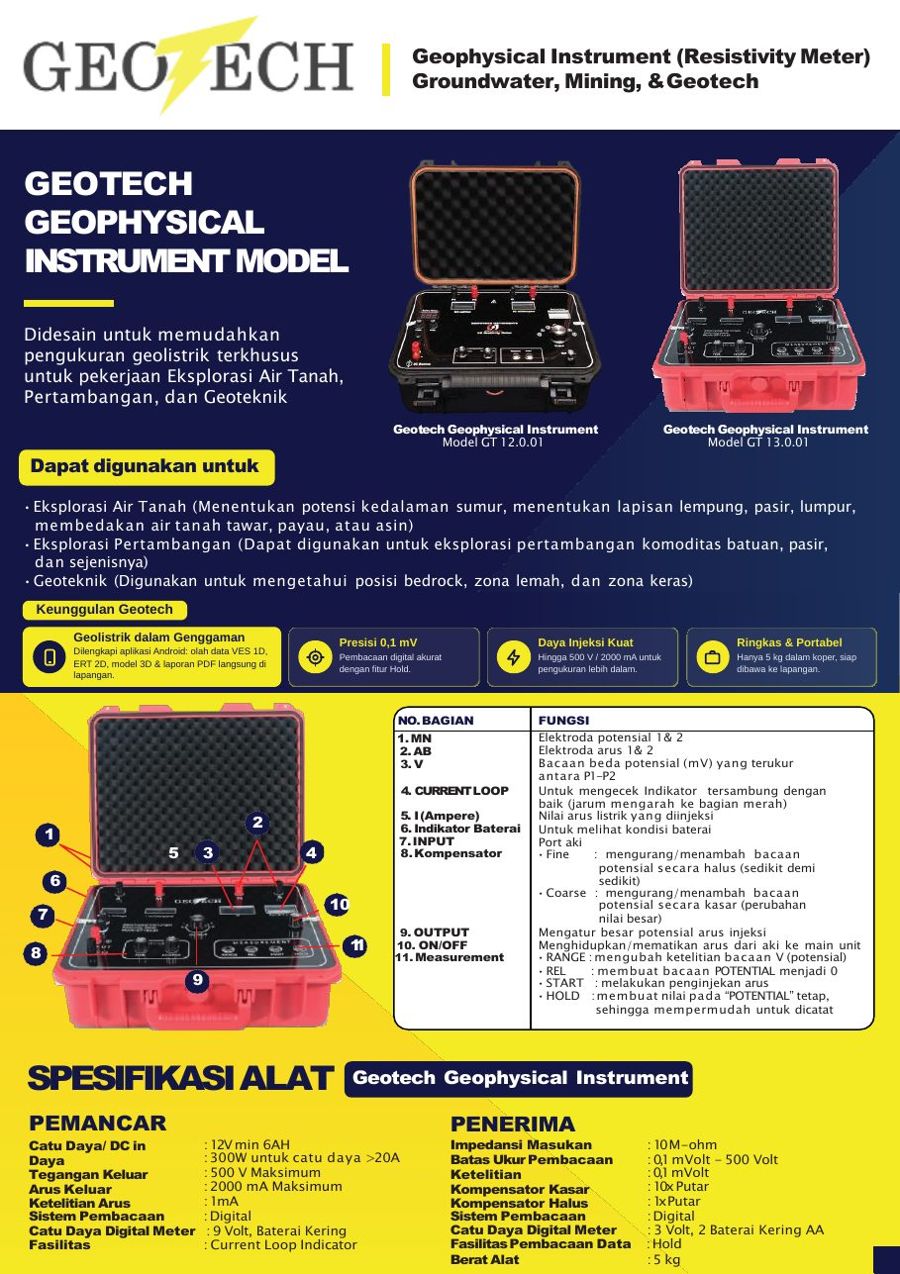 GEOTECH
Geophysical Instrument (Resistivity Meter)
Groundwater, Mining, & Geotech
GEOTECH
GEOPHYSICAL
INSTRUMENT MODEL
Didesain untuk memudahkan
pengukuran geolistrik terkhusus
untuk pekerjaan Eksplorasi Air Tanah,
Pertambangan, dan Geoteknik
Geotech Geophysical Instrument
Model GT 12.0.01
Geotech Geophysical Instrument
Model GT 13.0.01
Dapat digunakan untuk
• Eksplorasi Air Tanah (Menentukan potensi kedalaman sumur, menentukan lapisan lempung, pasir, lumpur,
membedakan air tanah tawar, payau, atau asin)
• Eksplorasi Pertambangan (Dapat digunakan untuk eksplorasi pertambangan komoditas batuan, pasir,
dan sejenisnya)
• Geoteknik (Digunakan untuk mengetahui posisi bedrock, zona lemah, dan zona keras)
Keunggulan Geotech
Geolistrik dalam Genggaman
Dilengkapi aplikasi Android: olah data VES 1D,
ERT 2D, model 3D & laporan PDF langsung di
lapangan.
Presisi 0,1 mV
Pembacaan digital akurat
dengan fitur Hold.
Daya Injeksi Kuat
Hingga 500 V / 2000 mA untuk
pengukuran lebih dalam.
Ringkas & Portabel
Hanya 5 kg dalam koper, siap
dibawa ke lapangan.
1
2
5
3
4
6
7
10
8
11
9
GEOTECH
MEASUREMENT
NO. BAGIAN FUNGSI
1. MN Elektroda potensial 1& 2
2. AB Elektroda arus 1& 2
3. V Bacaan beda potensial (mV) yang terukur
antara P1-P2
4. CURRENT LOOP Untuk mengecek Indikator tersambung dengan
baik (jarum mengarah ke bagian merah)
5. I (Ampere) Nilai arus listrik yang diinjeksi
6. Indikator Baterai Untuk melihat kondisi baterai
7. INPUT Port aki
8. Kompensator • Fine : mengurang/menambah bacaan
potensial secara halus (sedikit demi
sedikit)
• Coarse : mengurang/menambah bacaan
potensial secara kasar (perubahan
nilai besar)
9. OUTPUT Mengatur besar potensial arus injeksi
10. ON/OFF Menghidupkan/mematikan arus dari aki ke main unit
11. Measurement • RANGE : mengubah ketelitian bacaan V (potensial)
• REL : membuat bacaan POTENTIAL menjadi 0
• START : melakukan penginjekan arus
• HOLD : membuat nilai pada “POTENTIAL” tetap,
sehingga mempermudah untuk dicatat
SPESIFIKASI ALAT
Geotech Geophysical Instrument
PEMANCAR
Catu Daya/ DC in : 12V min 6AH
Daya : 300W untuk catu daya >20A
Tegangan Keluar : 500 V Maksimum
Arus Keluar : 2000 mA Maksimum
Ketelitian Arus : 1mA
Sistem Pembacaan : Digital
Catu Daya Digital Meter : 9 Volt, Baterai Kering
Fasilitas : Current Loop Indicator
PENERIMA
Impedansi Masukan : 10M-ohm
Batas Ukur Pembacaan : 0,1 mVolt - 500 Volt
Ketelitian : 0,1 mVolt
Kompensator Kasar : 10x Putar
Kompensator Halus : 1x Putar
Sistem Pembacaan : Digital
Catu Daya Digital Meter : 3 Volt, 2 Baterai Kering AA
Fasilitas Pembacaan Data : Hold
Berat Alat : 5 kg